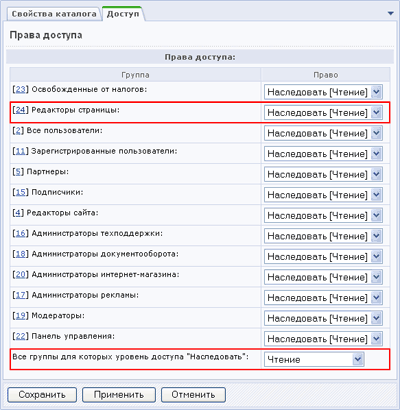 Свойства каталога Доступ
Права доступа
Права доступа:
Группа Право
[23] Освобожденные от налогов: Наследовать [Чтение]
[24] Редакторы страницы: Наследовать [Чтение]
[2] Все пользователи: Наследовать [Чтение]
[11] Зарегистрированные пользователи: Наследовать [Чтение]
[5] Партнеры: Наследовать [Чтение]
[15] Подписчики: Наследовать [Чтение]
[4] Редакторы сайта: Наследовать [Чтение]
[16] Администраторы техподдержки: Наследовать [Чтение]
[18] Администраторы документооборота: Наследовать [Чтение]
[20] Администраторы интернет-магазина: Наследовать [Чтение]
[17] Администраторы рекламы: Наследовать [Чтение]
[19] Модераторы: Наследовать [Чтение]
[22] Панель управления: Наследовать [Чтение]
Все группы для которых уровень доступа "Наследовать": Чтение
Сохранить Применить Отменить